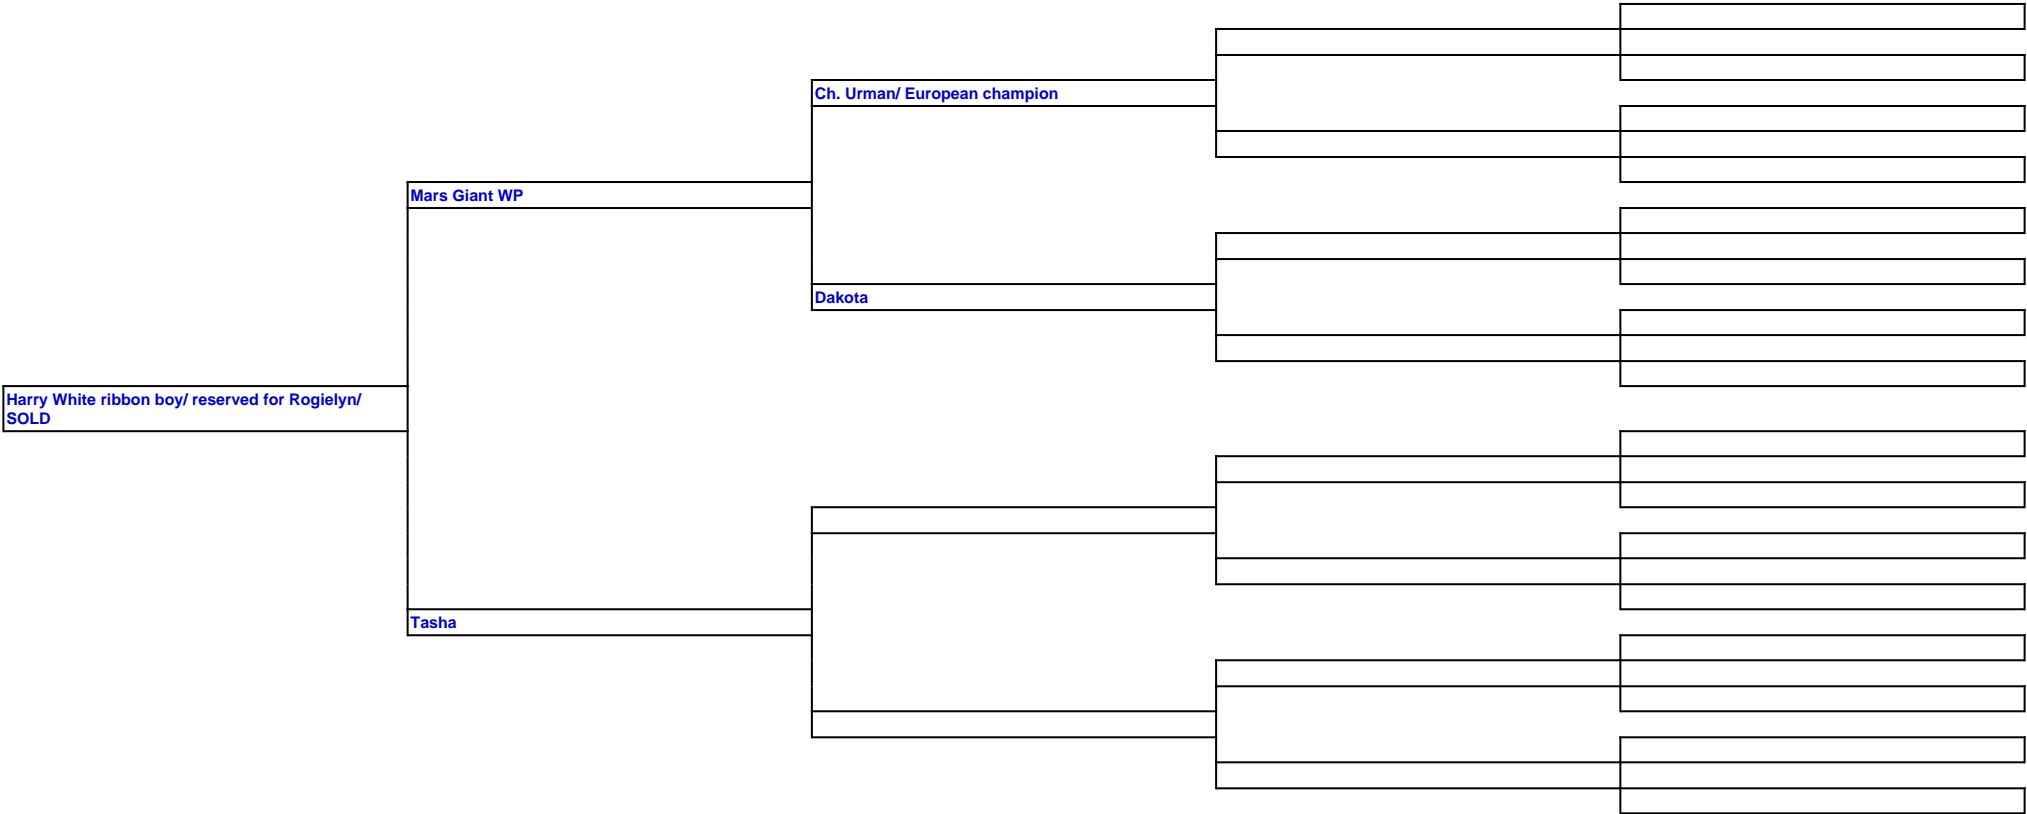 Ch. Urman/ European champion
Mars Giant WP
Dakota
Harry White ribbon boy/ reserved for Rogielyn/
SOLD
Tasha